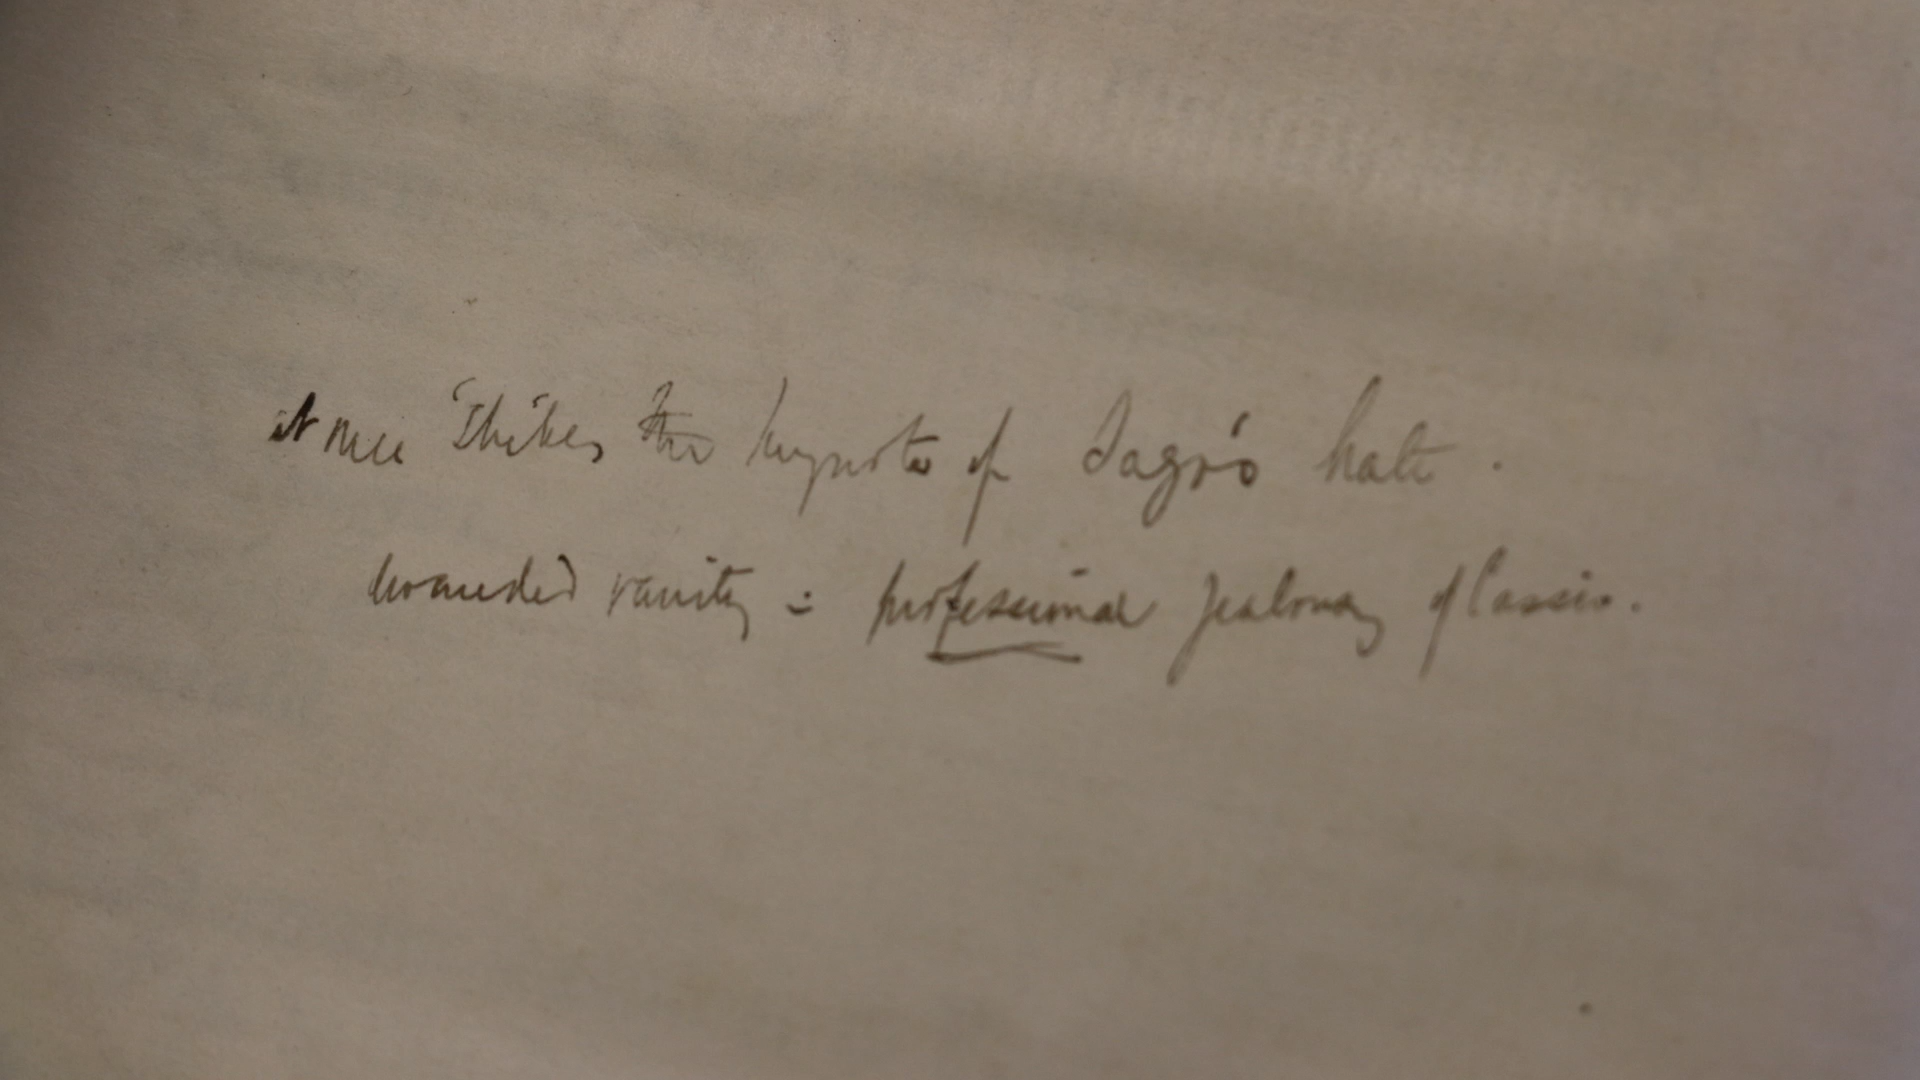 at once strikes the keynote of Iago's hate.
wounded vanity: professional jealousy of Cassio.